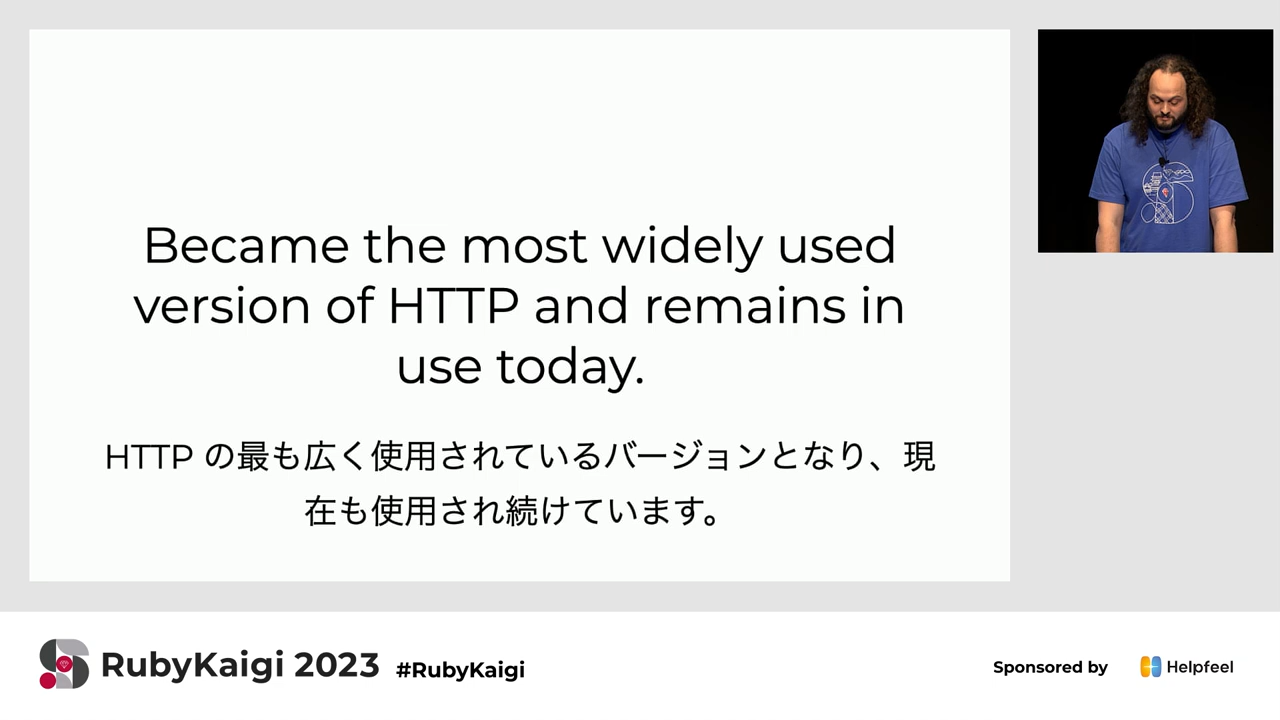 Became the most widely used
version of HTTP and remains in
use today.
HTTP の最も広く使用されているバージョンとなり、現
在も使用され続けています。
RubyKaigi 2023 #RubyKaigi
Sponsored by Helpfeel